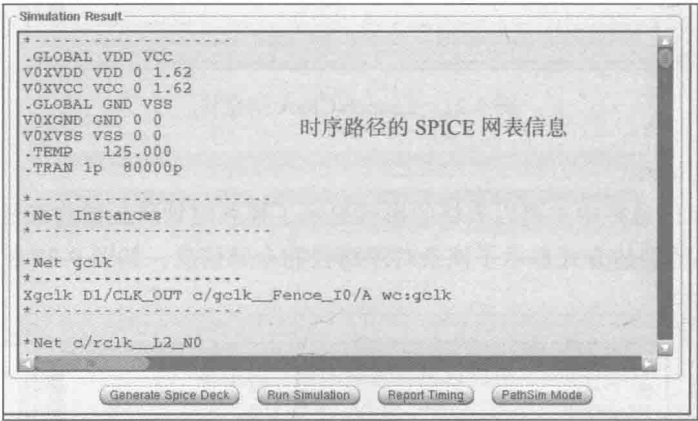 Simulation Result
*--------------------
.GLOBAL VDD VCC
V0XVDD VDD 0 1.62
V0XVCC VCC 0 1.62
.GLOBAL GND VSS
V0XGND GND 0 0
V0XVSS VSS 0 0
.TEMP 125.000
.TRAN 1p 80000p
时序路径的 SPICE 网表信息
*--------------------
*Net Instances
*--------------------
*Net gclk
*--------------------
Xgclk D1/CLK_OUT c/gclk__Fence_I0/A wc:gclk
*--------------------
*Net c/rclk__L2_N0
Generate Spice Deck
Run Simulation
Report Timing
PathSim Mode